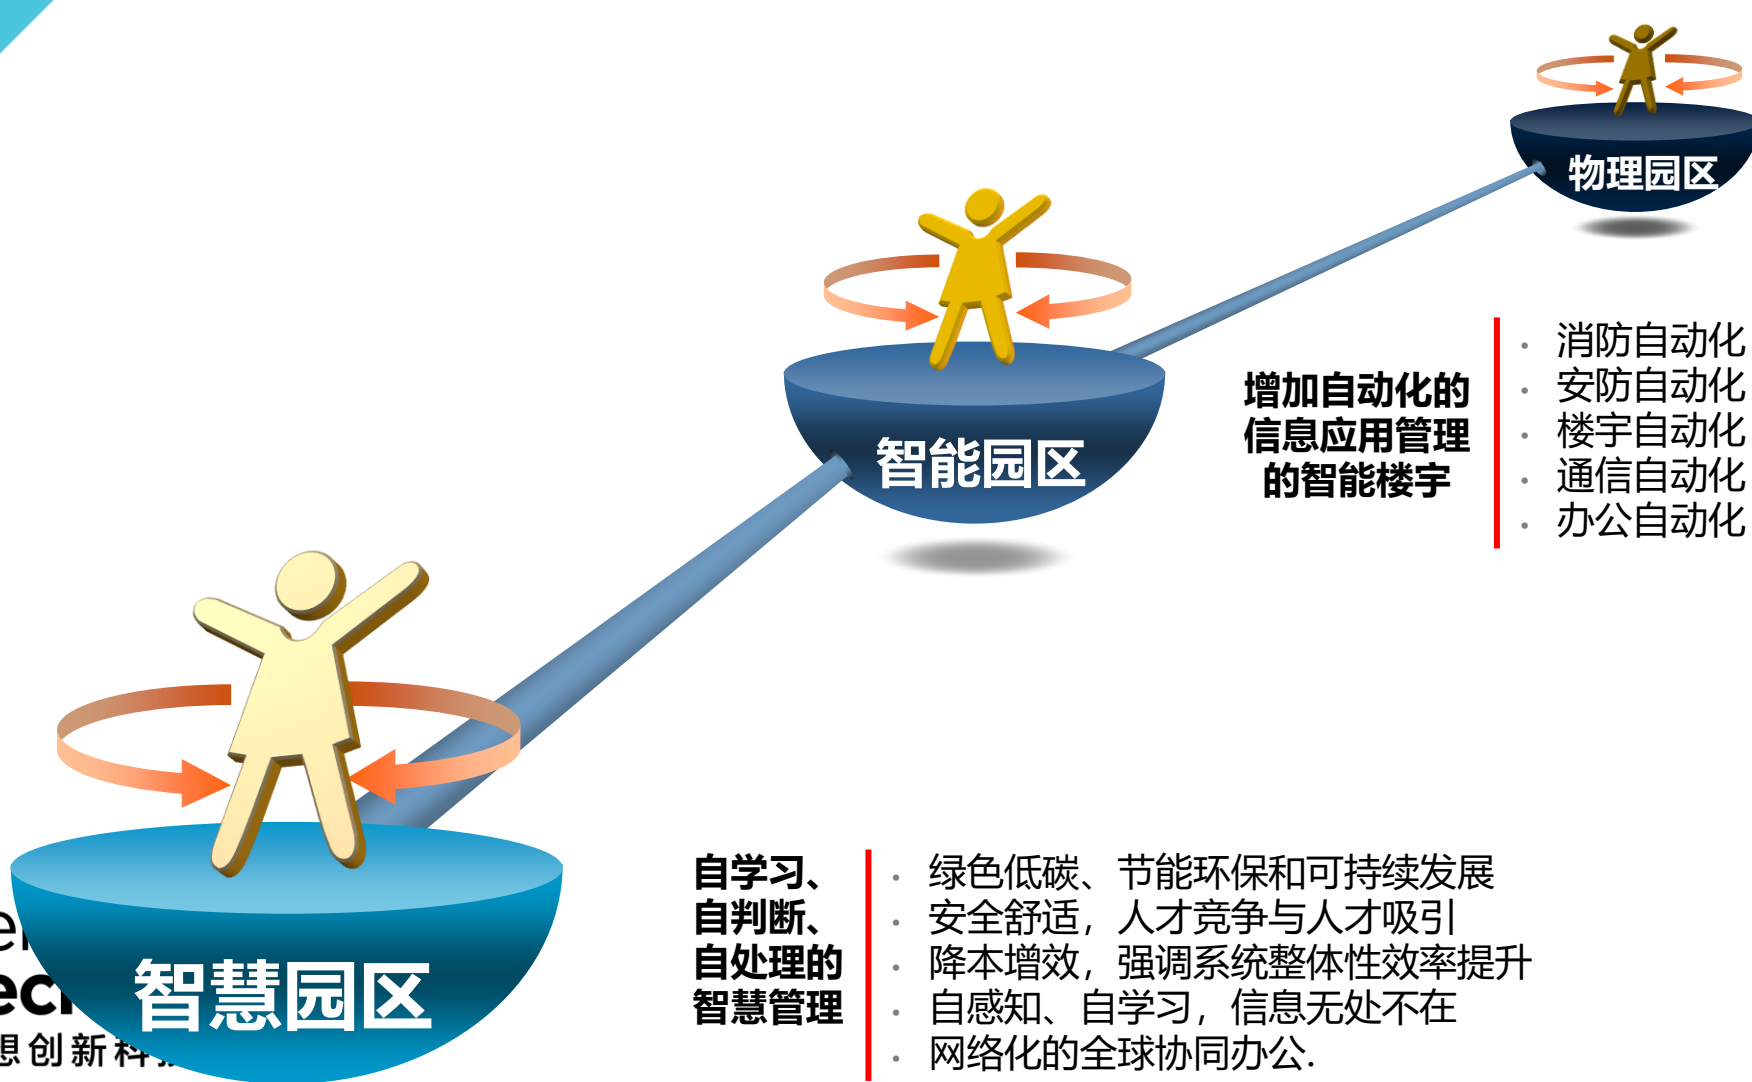 物理园区
智能园区
增加自动化的
信息应用管理
的智能楼宇
消防自动化
安防自动化
楼宇自动化
通信自动化
办公自动化
智慧园区
自学习、
自判断、
自处理的
智慧管理
绿色低碳、节能环保和可持续发展
安全舒适，人才竞争与人才吸引
降本增效，强调系统整体性效率提升
自感知、自学习，信息无处不在
网络化的全球协同办公.
想创新科